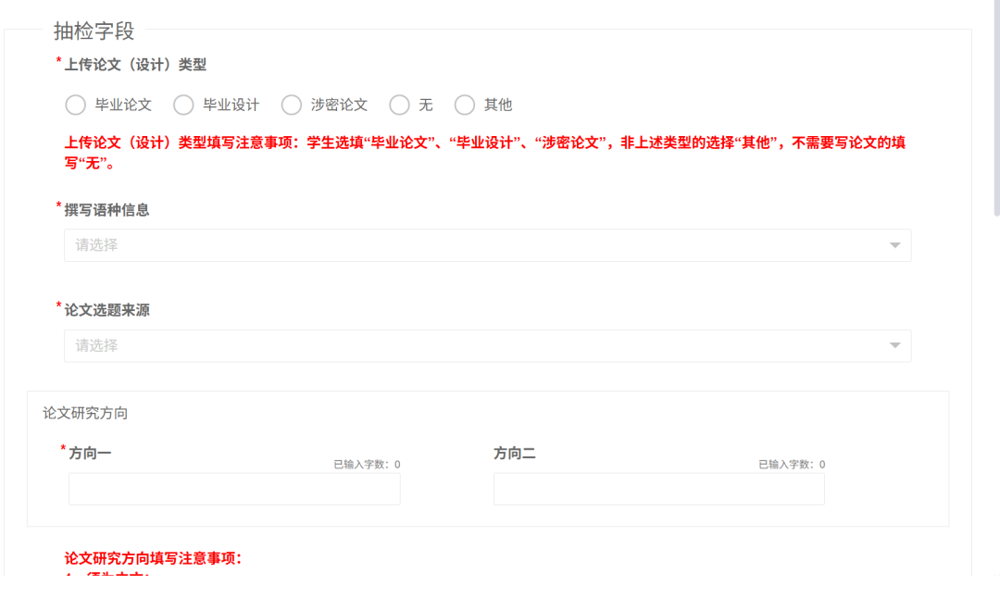 抽检字段
*上传论文（设计）类型
毕业论文 毕业设计 涉密论文 无 其他
上传论文（设计）类型填写注意事项：学生选填“毕业论文”、“毕业设计”、“涉密论文”，非上述类型的选择“其他”，不需要写论文的填
写“无”。
*撰写语种信息
请选择
*论文选题来源
请选择
论文研究方向
*方向一
已输入字数：0
方向二
已输入字数：0
论文研究方向填写注意事项：